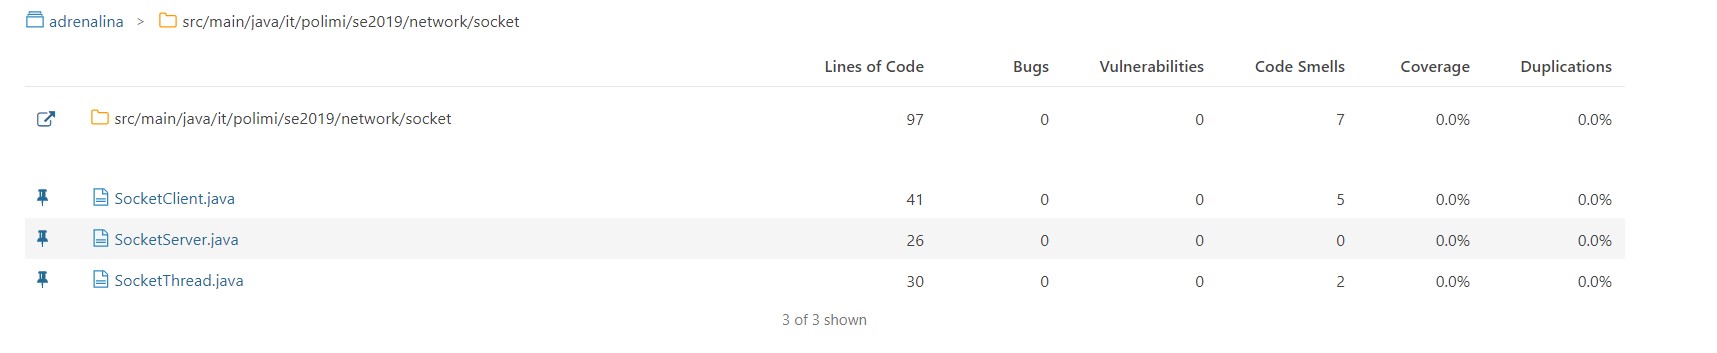 adrenalina > src/main/java/it/polimi/se2019/network/socket
Lines of Code Bugs Vulnerabilities Code Smells Coverage Duplications
src/main/java/it/polimi/se2019/network/socket 97 0 0 7 0.0% 0.0%
SocketClient.java 41 0 0 5 0.0% 0.0%
SocketServer.java 26 0 0 0 0.0% 0.0%
SocketThread.java 30 0 0 2 0.0% 0.0%
3 of 3 shown